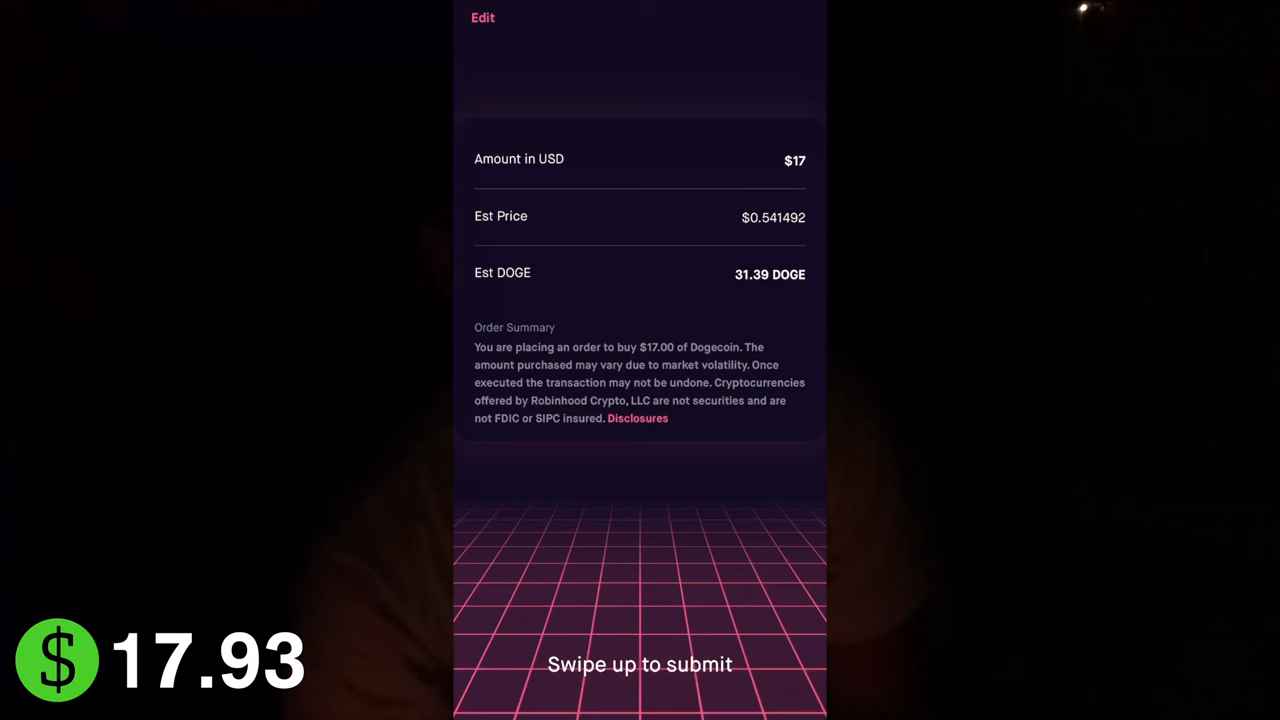 Edit
Amount in USD $17
Est Price $0.541492
Est DOGE 31.39 DOGE
Order Summary
You are placing an order to buy $17.00 of Dogecoin. The
amount purchased may vary due to market volatility. Once
executed the transaction may not be undone. Cryptocurrencies
offered by Robinhood Crypto, LLC are not securities and are
not FDIC or SIPC insured. Disclosures
Swipe up to submit
$ 17.93